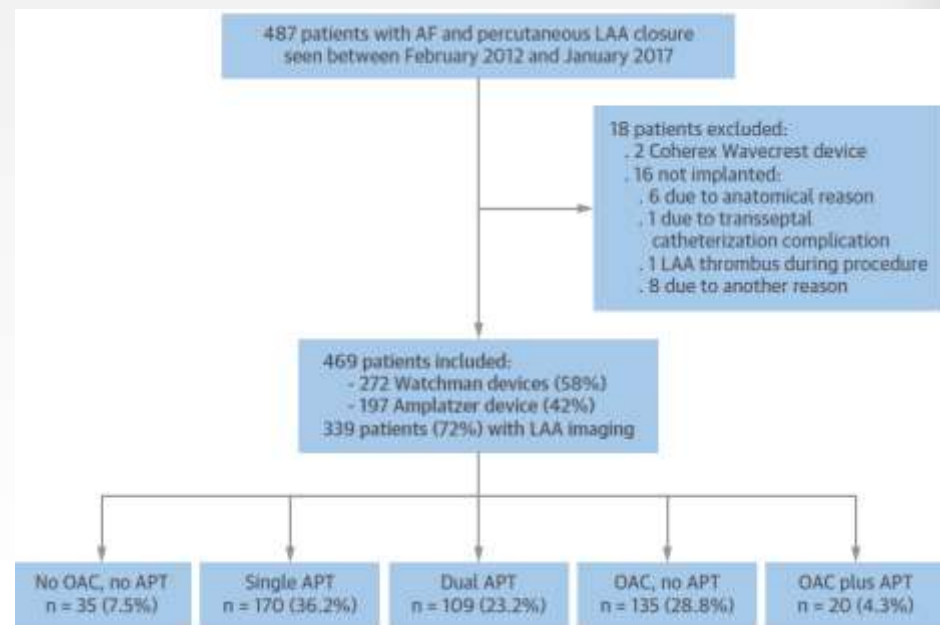 487 patients with AF and percutaneous LAA closure
seen between February 2012 and January 2017
18 patients excluded:
. 2 Coherex Wavecrest device
. 16 not implanted:
. 6 due to anatomical reason
. 1 due to transseptal
catheterization complication
. 1 LAA thrombus during procedure
. 8 due to another reason
469 patients included:
- 272 Watchman devices (58%)
- 197 Amplatzer device (42%)
339 patients (72%) with LAA imaging
No OAC, no APT
n = 35 (7.5%)
Single APT
n = 170 (36.2%)
Dual APT
n = 109 (23.2%)
OAC, no APT
n = 135 (28.8%)
OAC plus APT
n = 20 (4.3%)